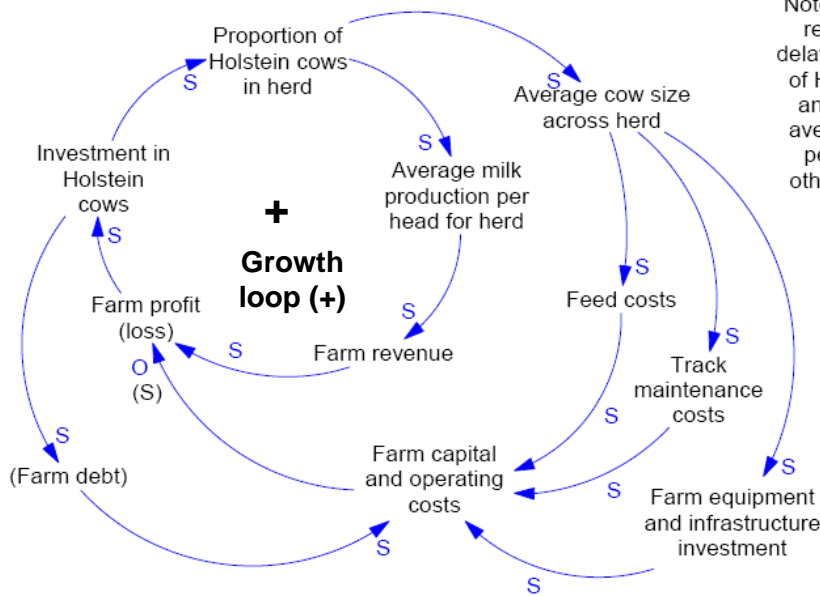 Proportion of
Holstein cows
in herd
S
S
Average cow size
across herd
S
Investment in
Holstein
cows
Average milk
production per
head for herd
+
Growth
loop (+)
S
S
Farm profit
(loss)
S
Farm revenue
S
O
(S)
Feed costs
S
Track
maintenance
costs
S
S
(Farm debt)
Farm capital
and operating
costs
S
S
S
Farm equipment
and infrastructure
investment
S
S
of